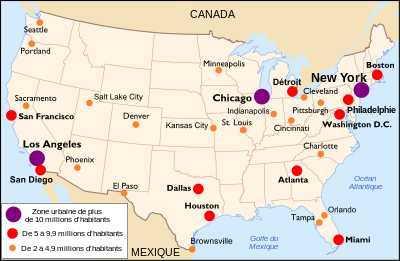 CANADA
Seattle
Portland
Minneapolis
Boston
Détroit
New York
Cleveland
Chicago
Salt Lake City
Sacramento
Pittsburgh
Philadelphie
Indianapolis
San Francisco
Denver
Kansas City
St. Louis
Cincinnati
Washington D.C.
Los Angeles
Charlotte
Phoenix
San Diego
Atlanta
Océan
Atlantique
El Paso
Dallas
Houston
Orlando
Tampa
Zone urbaine de plus
de 10 millions d'habitants
De 5 à 9,9 millions d'habitants
De 2 à 4,9 millions d'habitants
Brownsville
Golfe du
Mexique
Miami
MEXIQUE